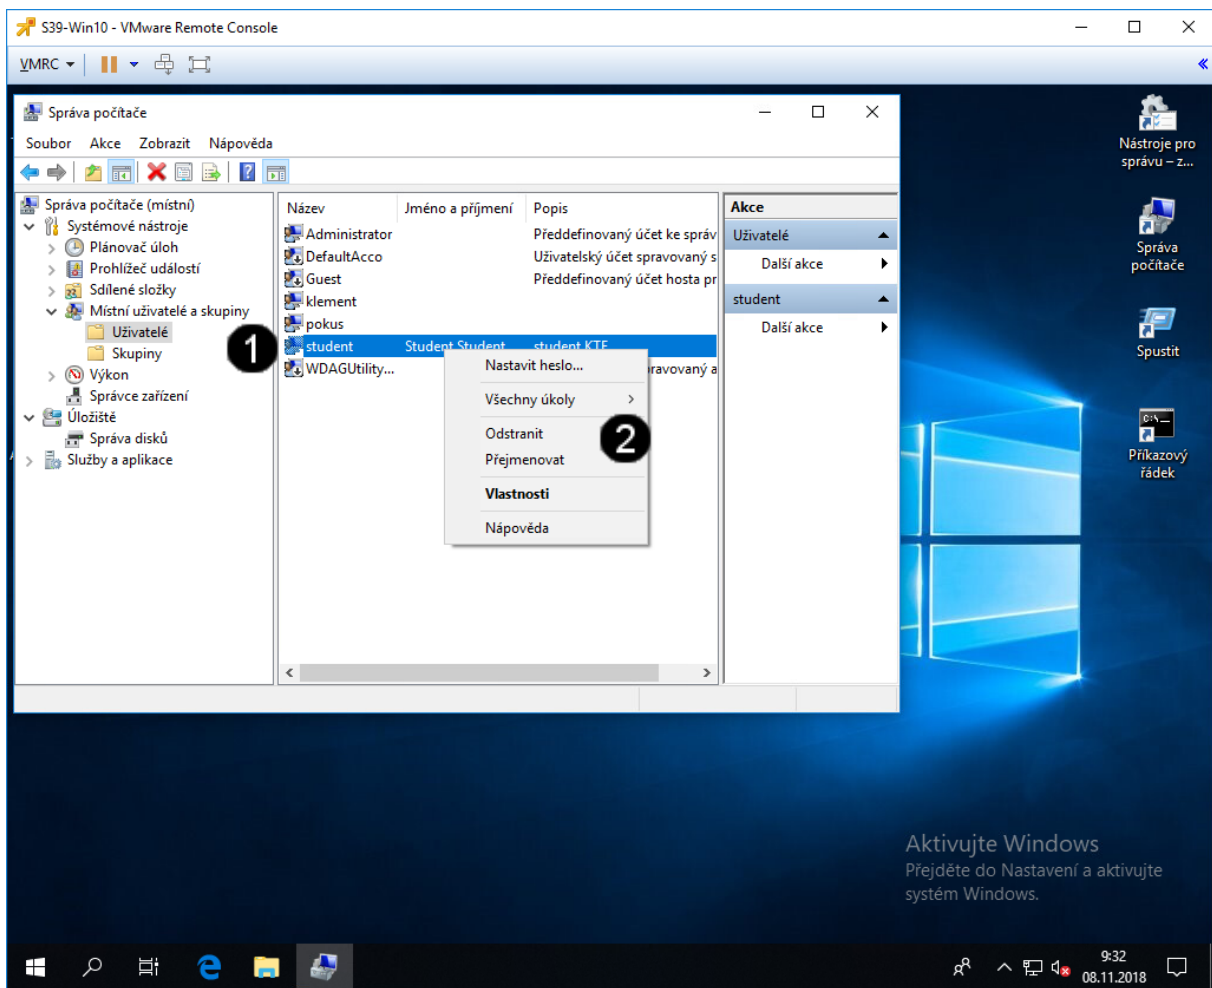 S39-Win10 - VMware Remote Console
VMRC
Správa počítače
Soubor Akce Zobrazit Nápověda
Správa počítače (místní)
Systémové nástroje
Plánovač úloh
Prohlížeč událostí
Sdílené složky
Místní uživatelé a skupiny
Uživatelé
Skupiny
Výkon
Správce zařízení
Úložiště
Správa disků
Služby a aplikace
1
Název Jméno a příjmení Popis
Administrator Předdefinovaný účet ke správ
DefaultAcco Uživatelský účet spravovaný s
Guest Předdefinovaný účet hosta pr
klement
pokus
student Student Student student KTE
WDAGUtility... pravovaný a
Nastavit heslo...
Všechny úkoly
Odstranit
Přejmenovat
Vlastnosti
Nápověda
2
Akce
Uživatelé
Další akce
student
Další akce
Nástroje pro
správu – z...
Správa
počítače
Spustit
Příkazový
řádek
Aktivujte Windows
Přejděte do Nastavení a aktivujte
systém Windows.
9:32
08.11.2018